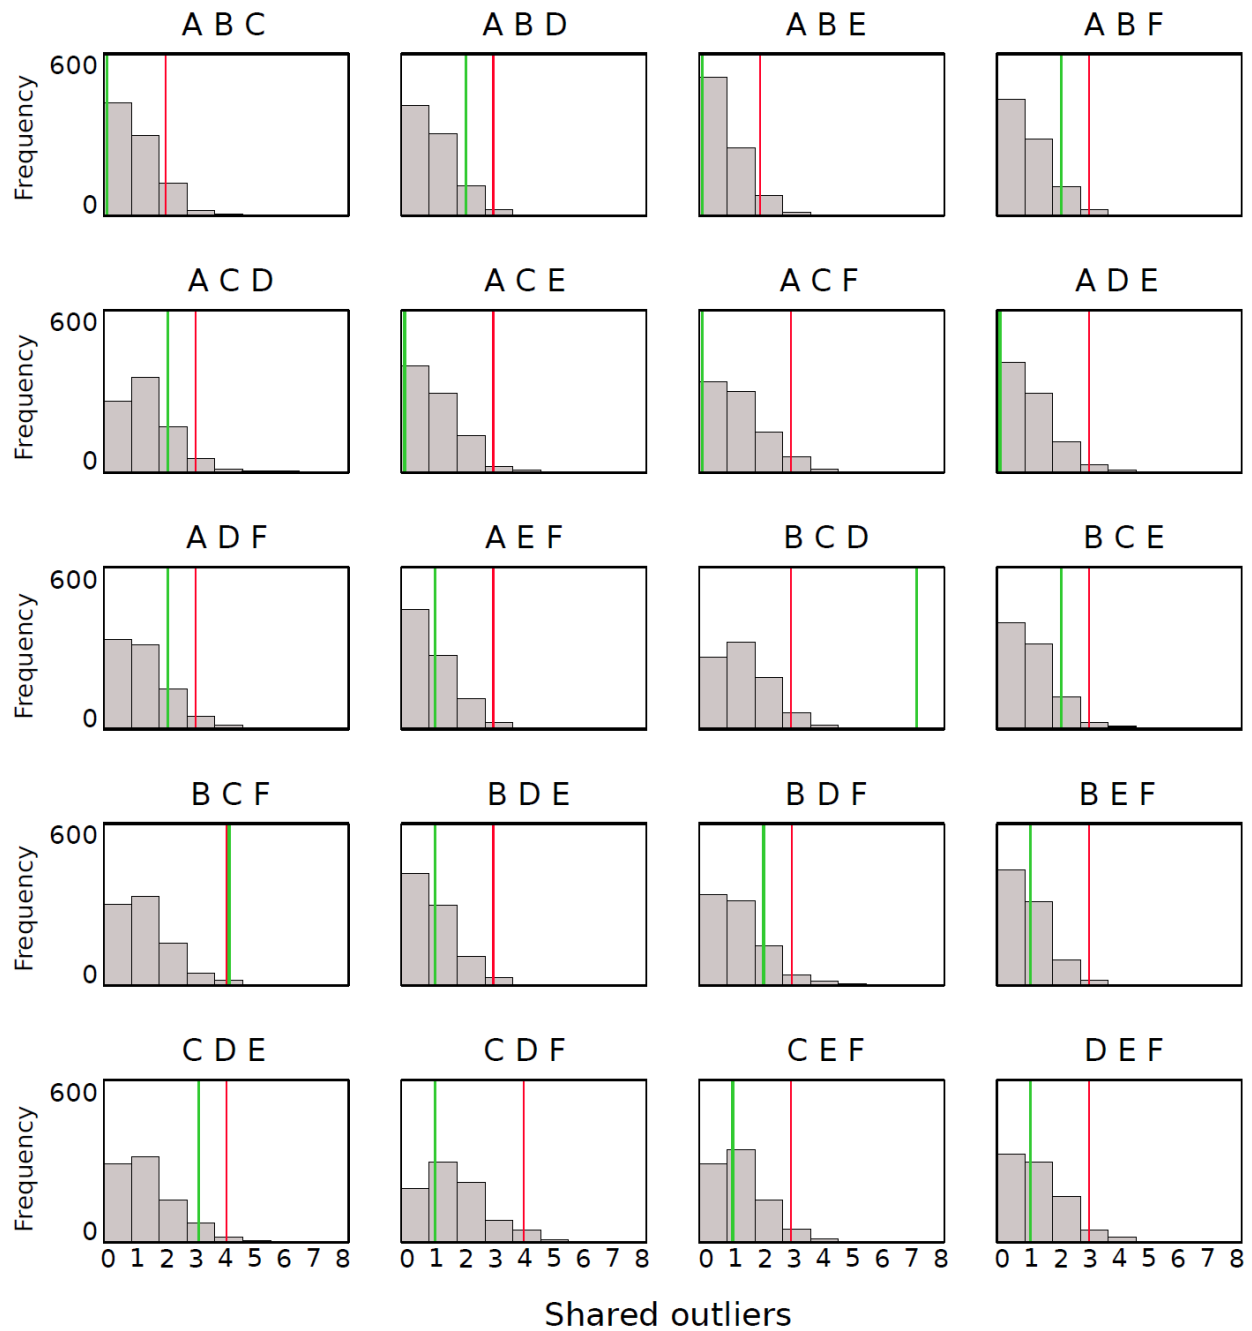 A B C
A B D
A B E
A B F
600
0
Frequency
A C D
A C E
A C F
A D E
600
0
Frequency
A D F
A E F
B C D
B C E
600
0
Frequency
B C F
B D E
B D F
B E F
600
0
Frequency
C D E
C D F
C E F
D E F
600
0
Frequency
0 1 2 3 4 5 6 7 8
0 1 2 3 4 5 6 7 8
0 1 2 3 4 5 6 7 8
0 1 2 3 4 5 6 7 8
Shared outliers